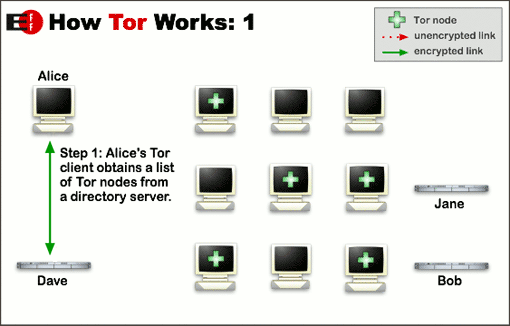 EFF How Tor Works: 1
Tor node
unencrypted link
encrypted link
Alice
Step 1: Alice's Tor
client obtains a list
of Tor nodes from
a directory server.
Jane
Dave
Bob